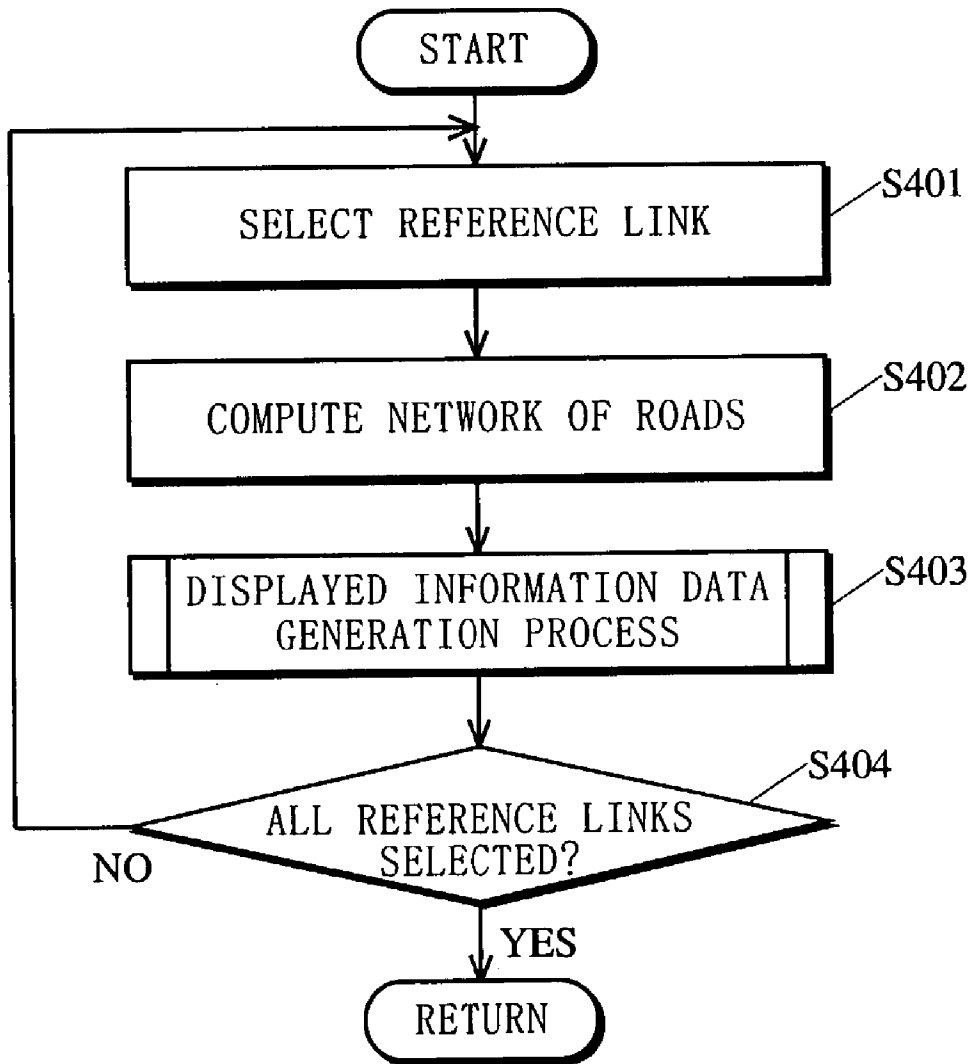 START
SELECT REFERENCE LINK
S401
COMPUTE NETWORK OF ROADS
S402
DISPLAYED INFORMATION DATA
GENERATION PROCESS
S403
S404
ALL REFERENCE LINKS
SELECTED?
NO
YES
RETURN